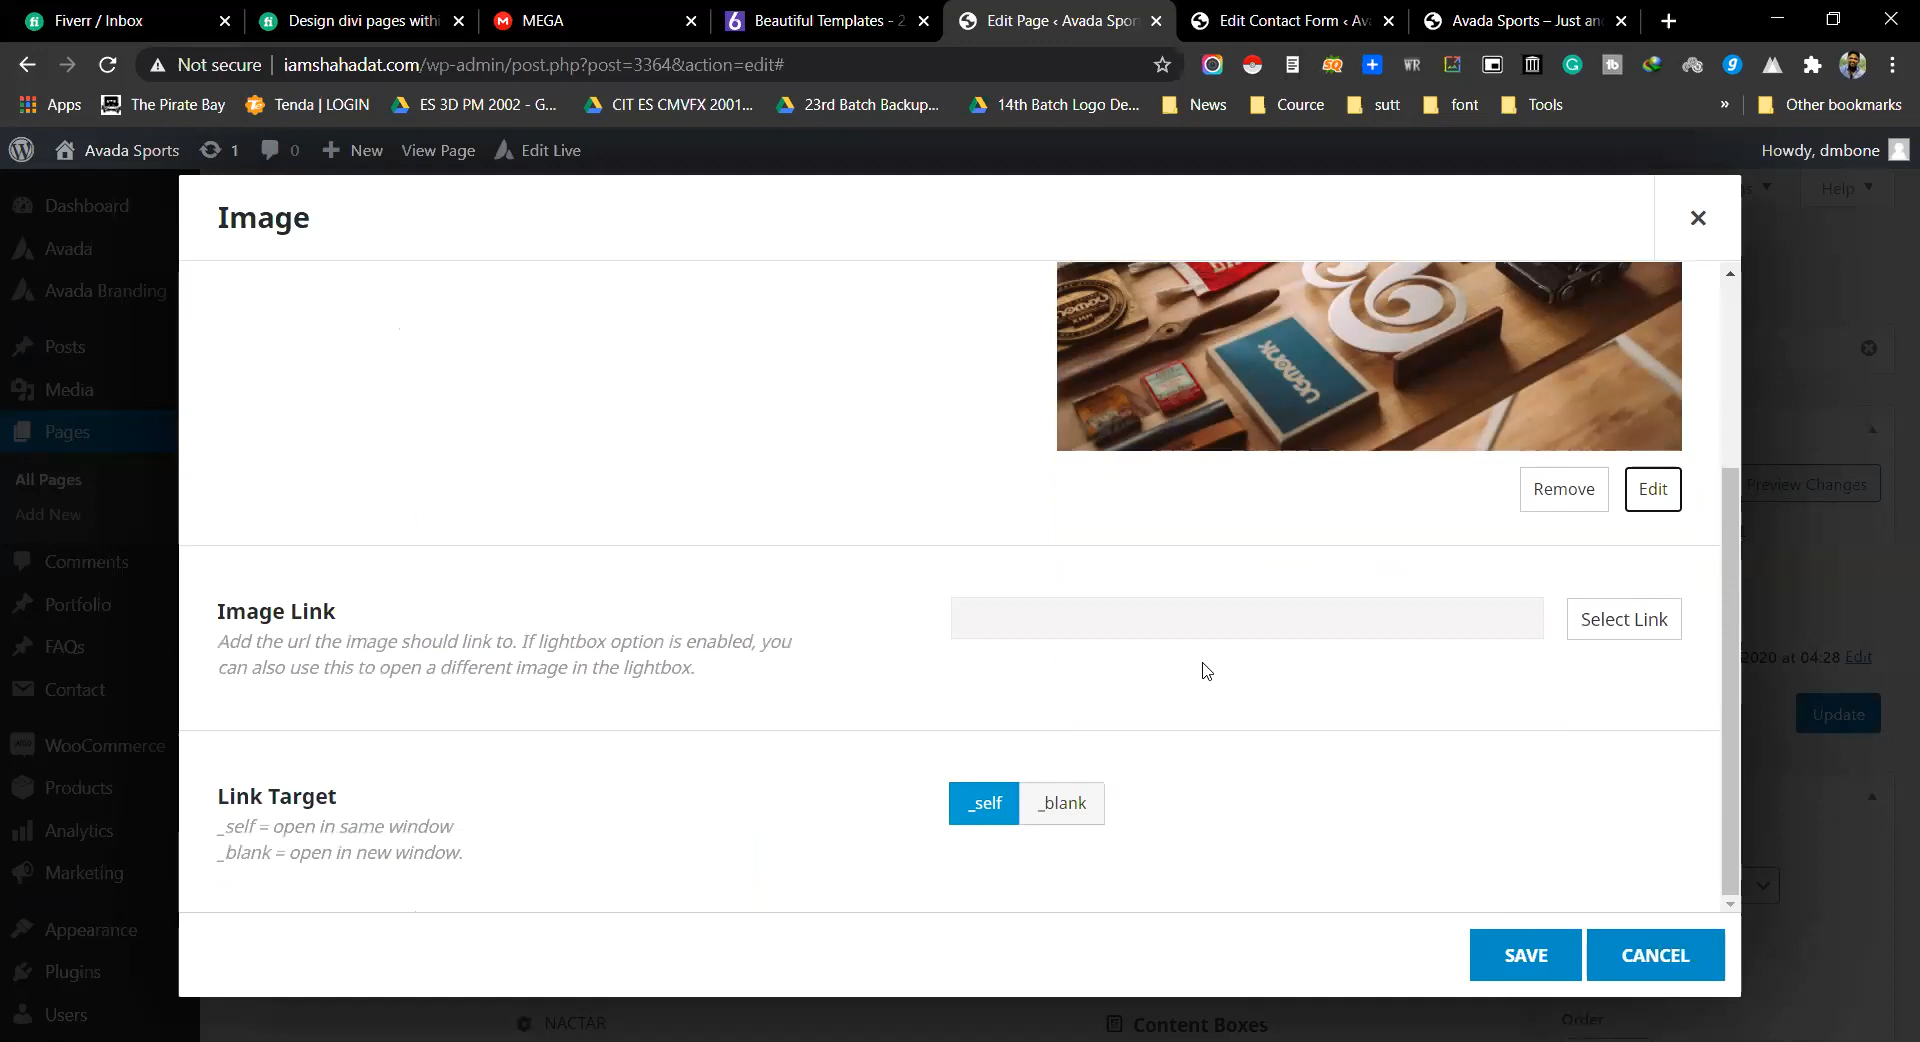 Fiverr / Inbox
Design divi pages withi
MEGA
Beautiful Templates - 2
Edit Page ‹ Avada Spor
Edit Contact Form ‹ Av
Avada Sports – Just an
Not secure
iamshahadat.com/wp-admin/post.php?post=3364&action=edit#
Apps
The Pirate Bay
Tenda | LOGIN
ES 3D PM 2002 - G...
CIT ES CMVFX 2001...
23rd Batch Backup...
14th Batch Logo De...
News
Cource
sutt
font
Tools
»
Other bookmarks
Avada Sports
1
0
New
View Page
Edit Live
Howdy, dmbone
Dashboard
Avada
Avada Branding
Posts
Media
Pages
All Pages
Add New
Comments
Portfolio
FAQs
Contact
WooCommerce
Products
Analytics
Marketing
Appearance
Plugins
Users
Help
Image
UGMONK
Remove
Edit
Preview Changes
Image Link
Add the url the image should link to. If lightbox option is enabled, you
can also use this to open a different image in the lightbox.
Select Link
2020 at 04:28 Edit
Update
Link Target
_self = open in same window
_blank = open in new window.
_self
_blank
SAVE
CANCEL
NACTAR
Content Boxes
Order